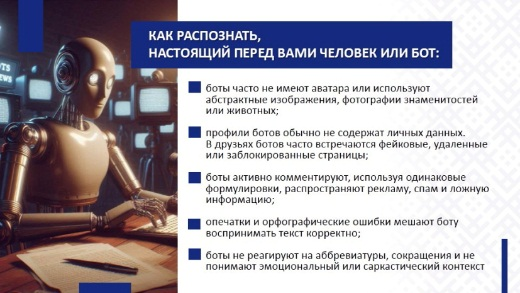 КАК РАСПОЗНАТЬ,
НАСТОЯЩИЙ ПЕРЕД ВАМИ ЧЕЛОВЕК ИЛИ БОТ:
боты часто не имеют аватара или используют
абстрактные изображения, фотографии знаменитостей
или животных;
профили ботов обычно не содержат личных данных.
В друзьях ботов часто встречаются фейковые, удаленные
или заблокированные страницы;
боты активно комментируют, используя одинаковые
формулировки, распространяют рекламу, спам и ложную
информацию;
опечатки и орфографические ошибки мешают боту
воспринимать текст корректно;
боты не реагируют на аббревиатуры, сокращения и не
понимают эмоциональный или саркастический контекст